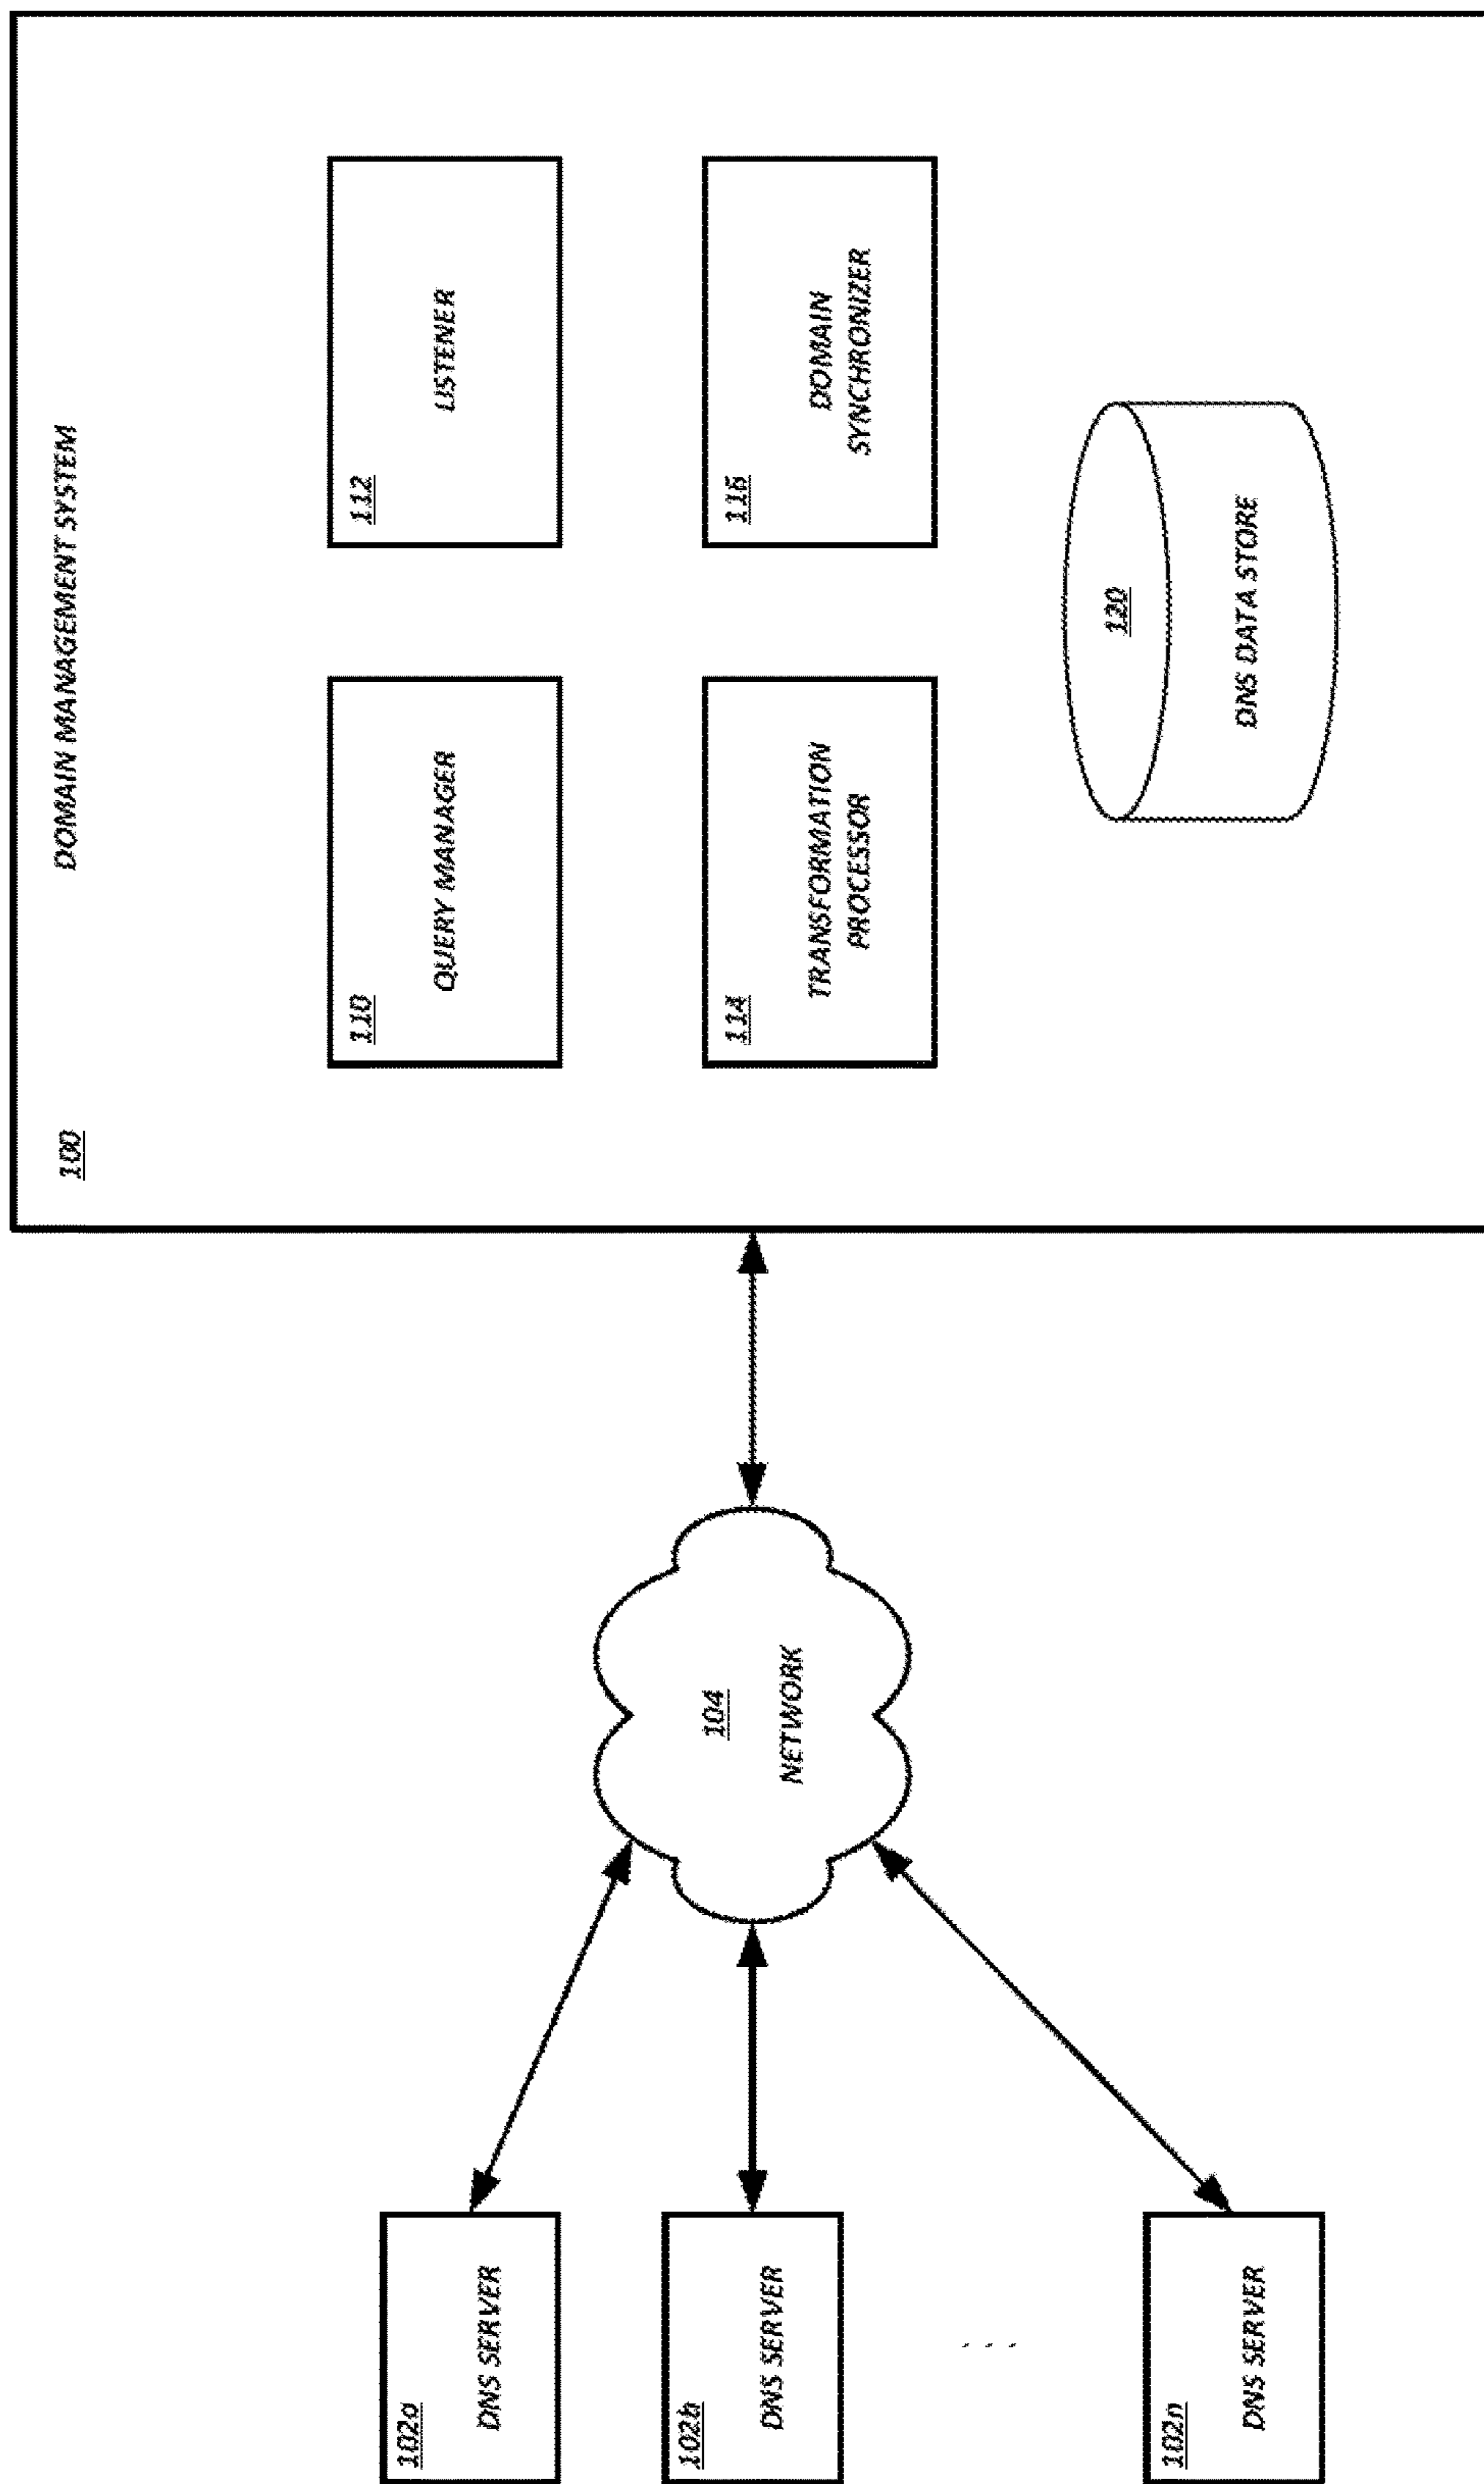 102a
DNS SERVER
102b
DNS SERVER
. . .
102n
DNS SERVER
104
NETWORK
100
DOMAIN MANAGEMENT SYSTEM
110
QUERY MANAGER
112
LISTENER
114
TRANSFORMATION
PROCESSOR
116
DOMAIN
SYNCHRONIZER
120
DNS DATA STORE